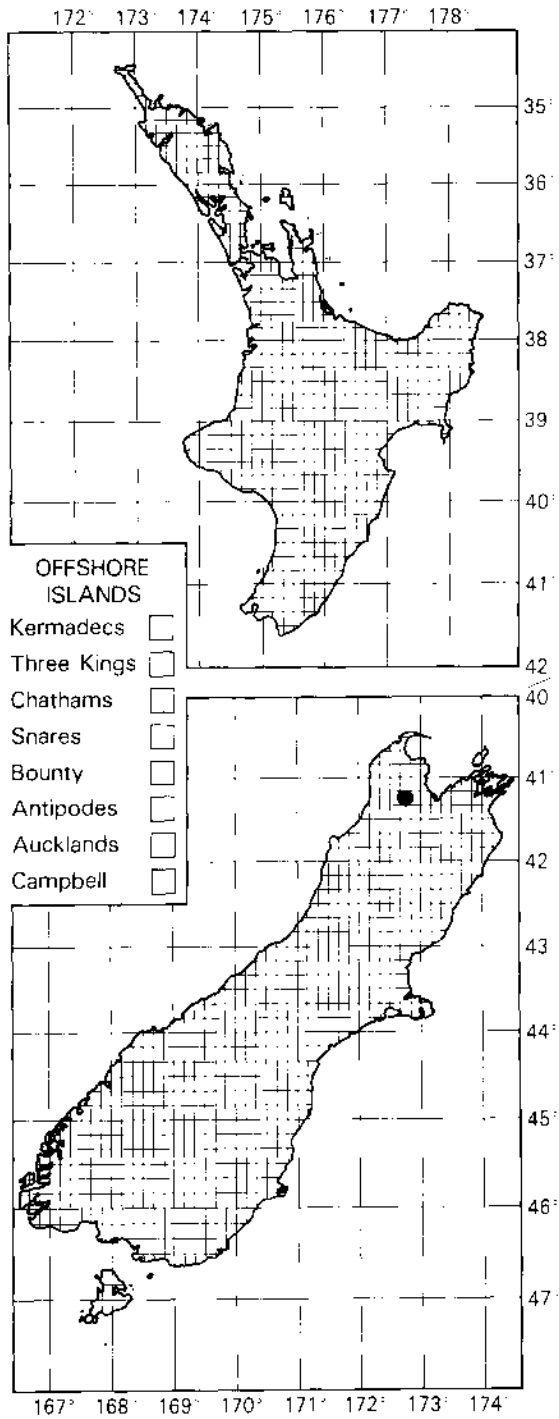 172° 173° 174° 175° 176° 177° 178°
35°
36°
37°
38
39
40°
41°
42
OFFSHORE
ISLANDS
Kermadecs
Three Kings
Chathams
Snares
Bounty
Antipodes
Aucklands
Campbell
40
41°
42
43
44°
45°
46°
47°
167° 168° 169° 170° 171° 172° 173° 174°